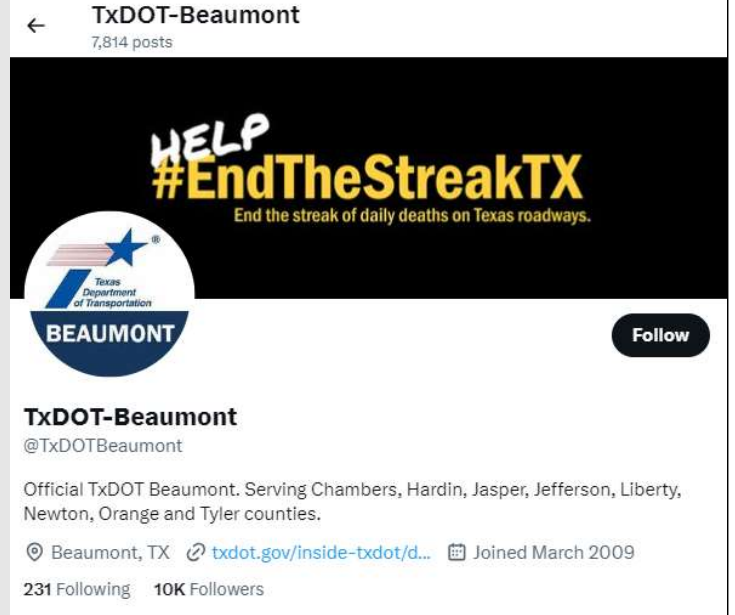 TxDOT-Beaumont
7,814 posts
HELP
#EndTheStreakTX
End the streak of daily deaths on Texas roadways.
®
Texas
Department
of Transportation
BEAUMONT
Follow
TxDOT-Beaumont
@TxDOTBeaumont
Official TxDOT Beaumont. Serving Chambers, Hardin, Jasper, Jefferson, Liberty,
Newton, Orange and Tyler counties.
Beaumont, TX txdot.gov/inside-txdot/d... Joined March 2009
231 Following 10K Followers